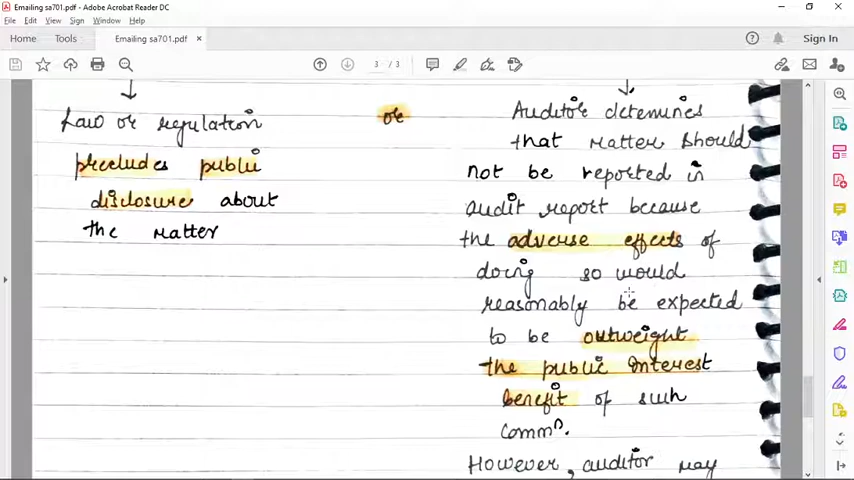 Emailing sa701.pdf - Adobe Acrobat Reader DC
File Edit View Sign Window Help
Home Tools Emailing sa701.pdf × Sign In
3 / 3
Law or regulation
precludes public
disclosure about
the matter
or
Auditor detemines
that matter should
not be reported in
audit report because
the adverse effects of
doing so would
reasonably be expected
to be outweight
the public interest
benefit of such
commⁿ.
However, auditor may